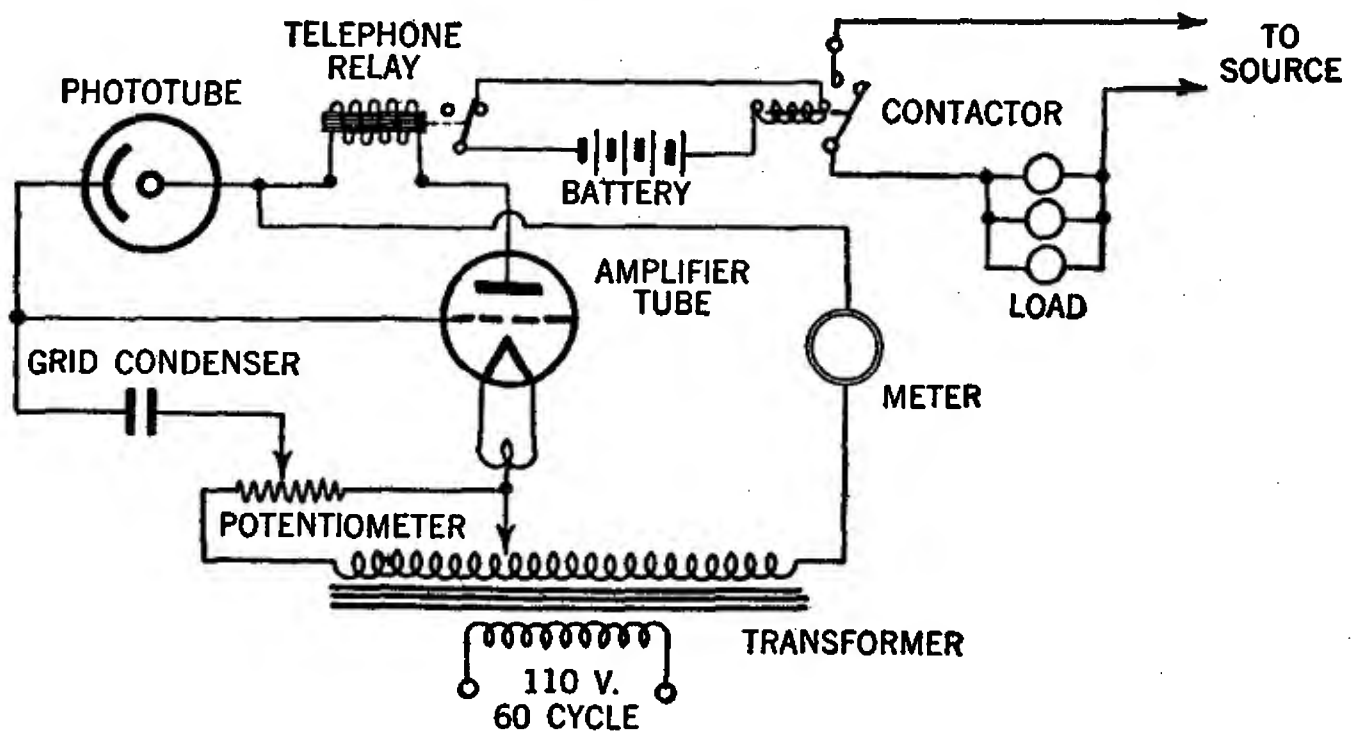 TELEPHONE
RELAY
PHOTOTUBE
TO
SOURCE
CONTACTOR
BATTERY
AMPLIFIER
TUBE
LOAD
GRID CONDENSER
METER
POTENTIOMETER
TRANSFORMER
110 V.
60 CYCLE